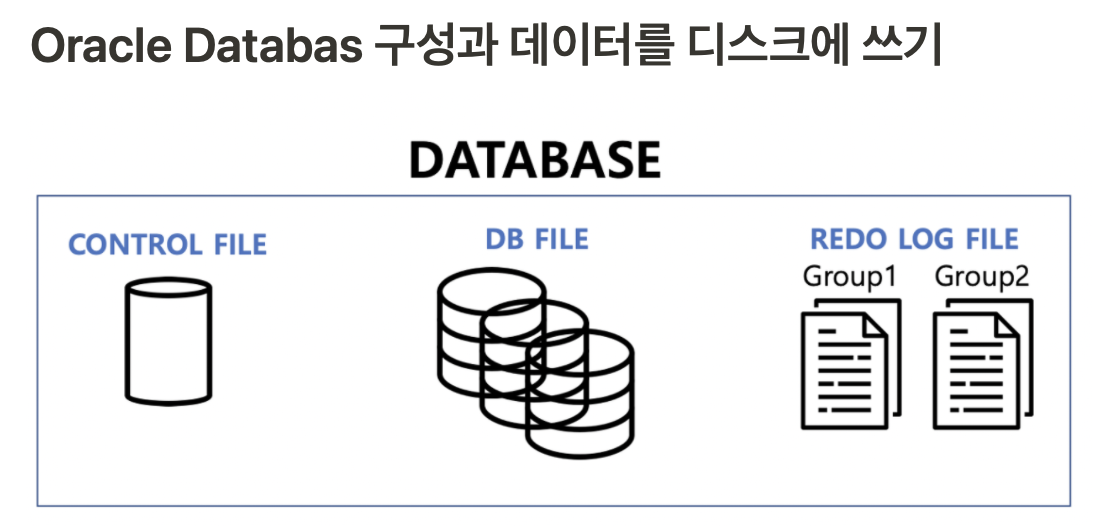 Oracle Databas 구성과 데이터를 디스크에 쓰기
DATABASE
CONTROL FILE
DB FILE
REDO LOG FILE
Group1 Group2